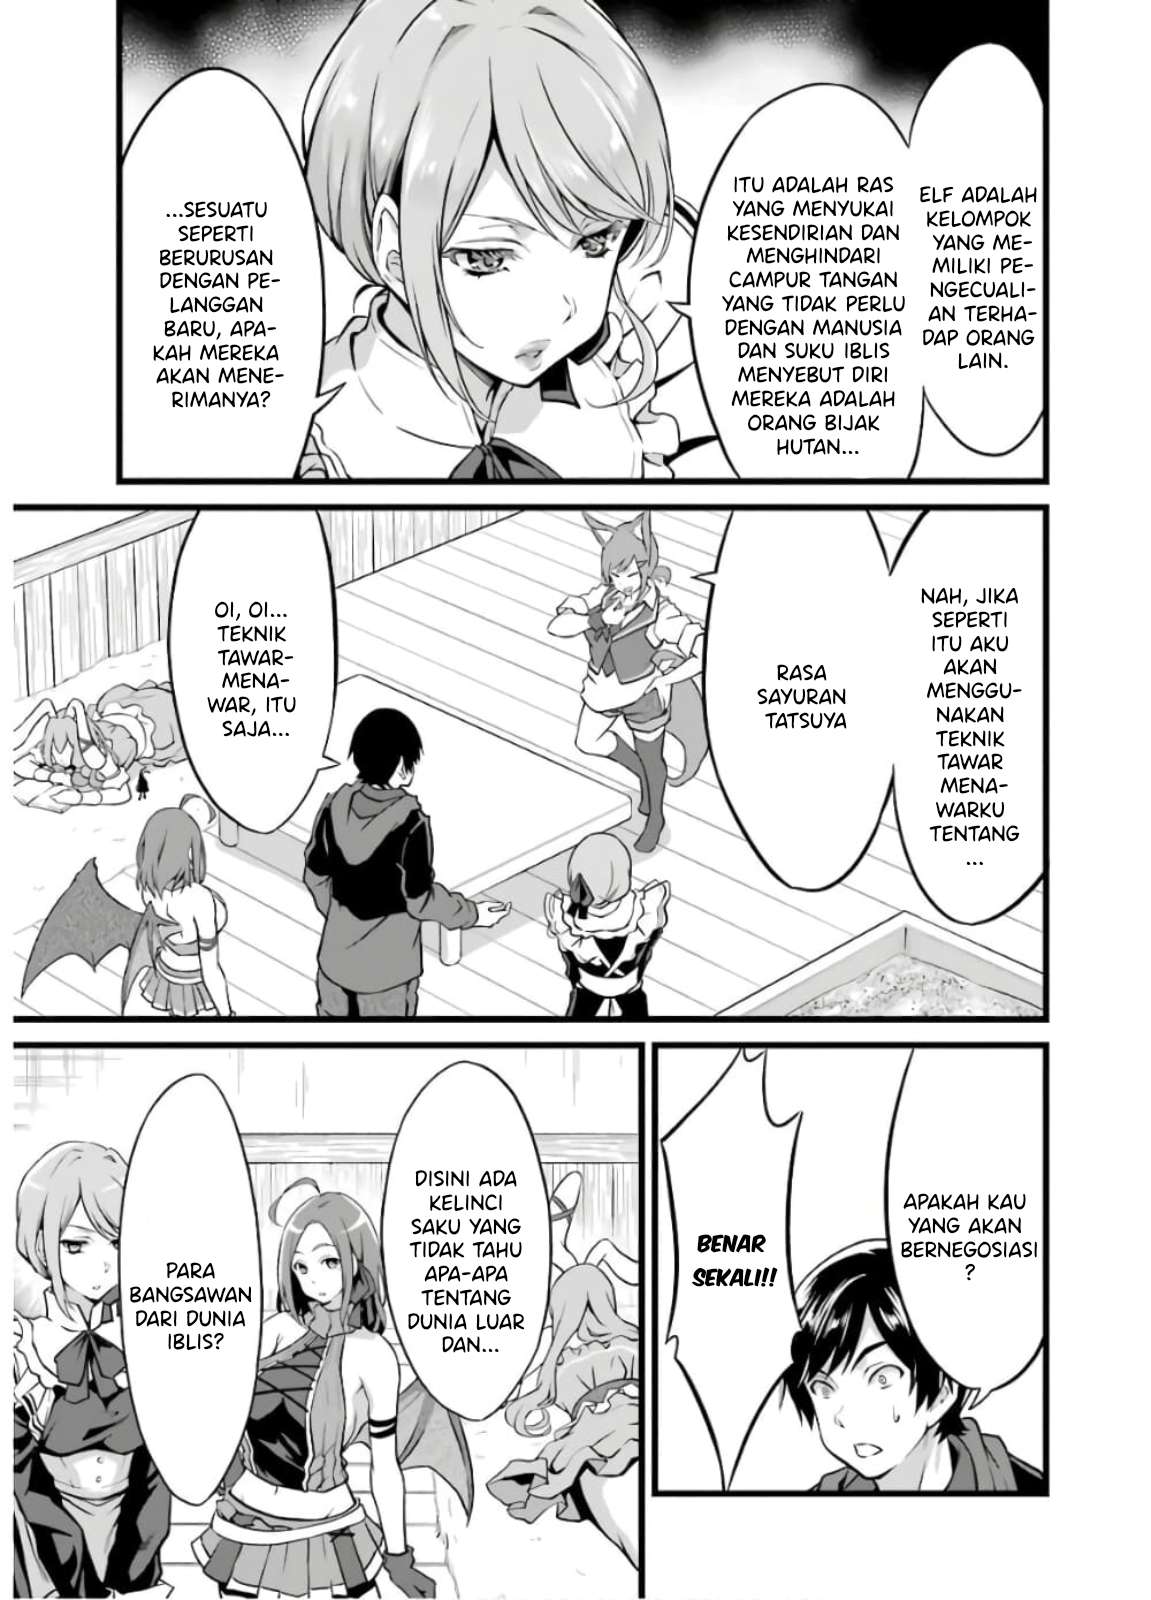 ELF ADALAH
KELOMPOK
YANG ME-
MILIKI PE-
NGECUALI-
AN TERHA-
DAP ORANG
LAIN.
ITU ADALAH RAS
YANG MENYUKAI
KESENDIRIAN DAN
MENGHINDARI
CAMPUR TANGAN
YANG TIDAK PERLU
DENGAN MANUSIA
DAN SUKU IBLIS
MENYEBUT DIRI
MEREKA ADALAH
ORANG BIJAK
HUTAN...
...SESUATU
SEPERTI
BERURUSAN
DENGAN PE-
LANGGAN
BARU, APA-
KAH MEREKA
AKAN MENE-
RIMANYA?
NAH, JIKA
SEPERTI
ITU AKU
AKAN
MENGGU-
NAKAN
TEKNIK
TAWAR
MENA-
WARKU
TENTANG
...
RASA
SAYURAN
TATSUYA
OI, OI...
TEKNIK
TAWAR-
MENA-
WAR, ITU
SAJA...
APAKAH KAU
YANG AKAN
BERNEGOSIASI
?
BENAR
SEKALI!!
DISINI ADA
KELINCI
SAKU YANG
TIDAK TAHU
APA-APA
TENTANG
DUNIA LUAR
DAN...
PARA
BANGSAWAN
DARI DUNIA
IBLIS?